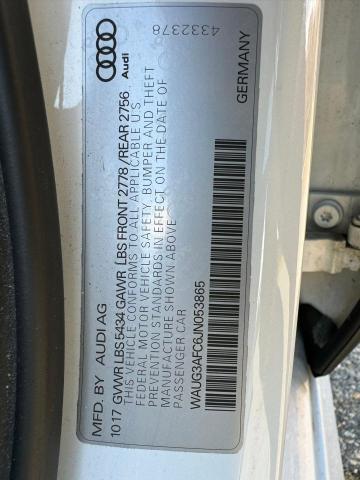 Audi
4332378
MFD. BY AUDI AG
10 17 GVWR LBS 5434 GAWR LBS FRONT 2778 / REAR 2756
THIS VEHICLE CONFORMS TO ALL APPLICABLE U'S
FEDERAL MOTOR VEHICLE SAFETY, BUMPER AND THEFT
PREVENTION STANDARDS IN EFFECT ON THE DATE OF
MANUFACTURE SHOWN ABOVE
PASSENGER CAR
WAUG3AFC6JN053865
GERMANY